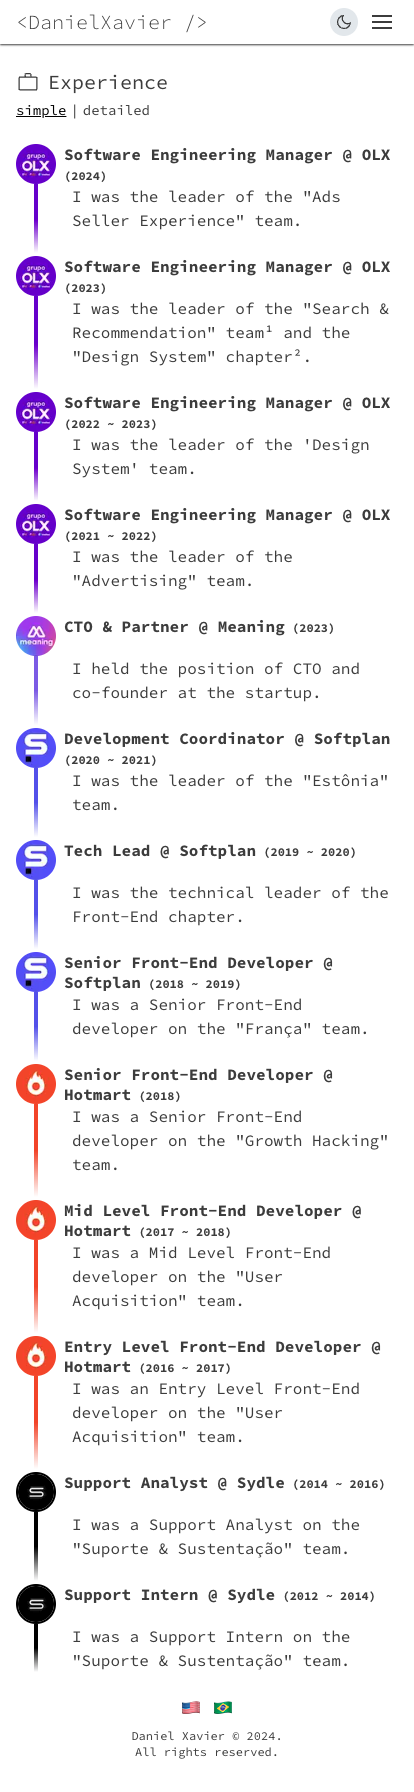 <DanielXavier />
Experience
simple | detailed
grupo
OLX
Software Engineering Manager @ OLX
(2024)
I was the leader of the "Ads
Seller Experience" team.
grupo
OLX
Software Engineering Manager @ OLX
(2023)
I was the leader of the "Search &
Recommendation" team¹ and the
"Design System" chapter².
grupo
OLX
Software Engineering Manager @ OLX
(2022 ~ 2023)
I was the leader of the 'Design
System' team.
grupo
OLX
Software Engineering Manager @ OLX
(2021 ~ 2022)
I was the leader of the
"Advertising" team.
meaning
CTO & Partner @ Meaning (2023)
I held the position of CTO and
co-founder at the startup.
Development Coordinator @ Softplan
(2020 ~ 2021)
I was the leader of the "Estônia"
team.
Tech Lead @ Softplan (2019 ~ 2020)
I was the technical leader of the
Front-End chapter.
Senior Front-End Developer @
Softplan (2018 ~ 2019)
I was a Senior Front-End
developer on the "França" team.
Senior Front-End Developer @
Hotmart (2018)
I was a Senior Front-End
developer on the "Growth Hacking"
team.
Mid Level Front-End Developer @
Hotmart (2017 ~ 2018)
I was a Mid Level Front-End
developer on the "User
Acquisition" team.
Entry Level Front-End Developer @
Hotmart (2016 ~ 2017)
I was an Entry Level Front-End
developer on the "User
Acquisition" team.
Support Analyst @ Sydle (2014 ~ 2016)
I was a Support Analyst on the
"Suporte & Sustentação" team.
Support Intern @ Sydle (2012 ~ 2014)
I was a Support Intern on the
"Suporte & Sustentação" team.
Daniel Xavier © 2024.
All rights reserved.